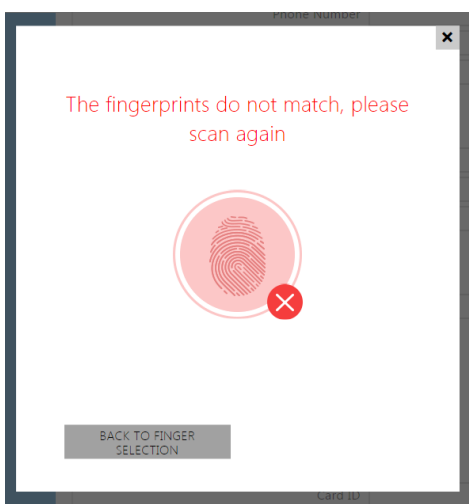 Phone Number
The fingerprints do not match, please
scan again
BACK TO FINGER
SELECTION
Card ID